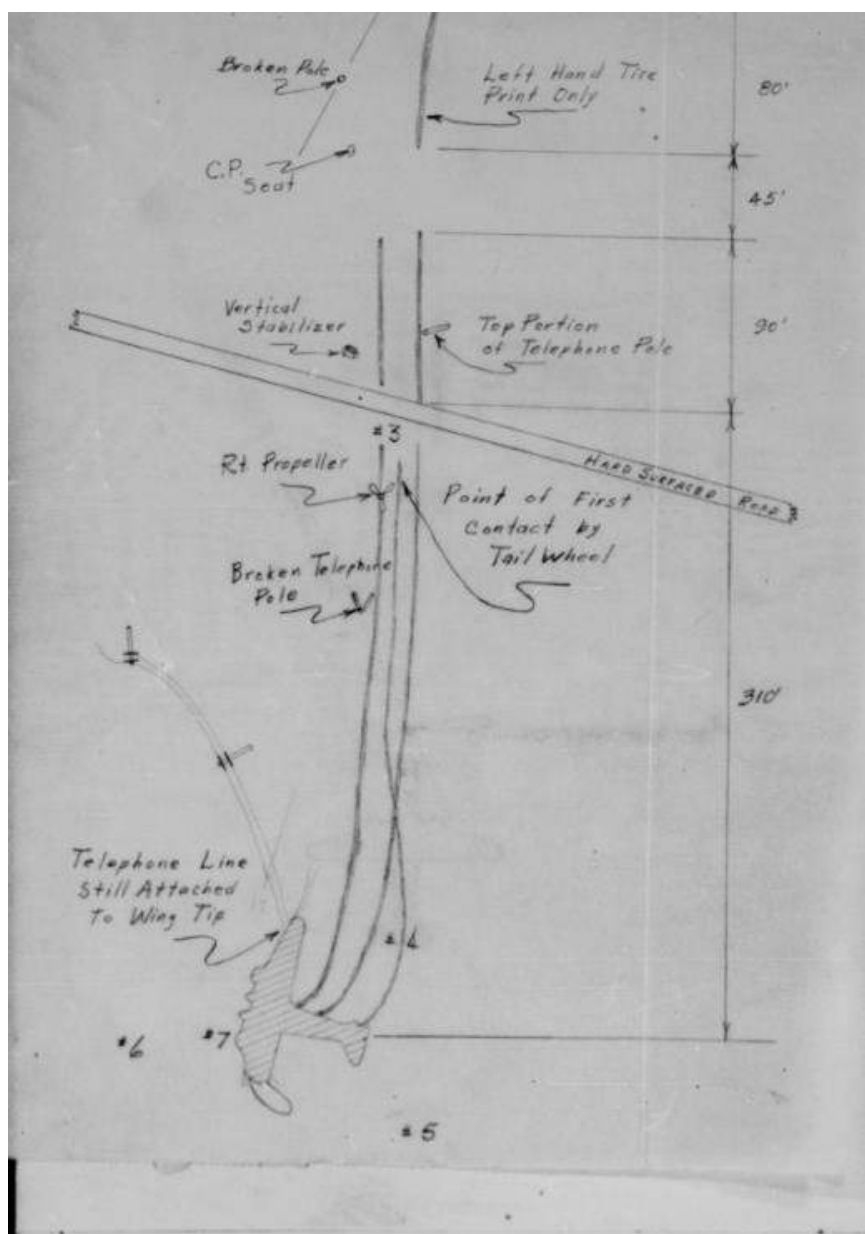 Broken Pole
Left Hand Tire
Print Only
80'
C.P.
Seat
45'
Vertical
Stabilizer
Top Portion
of Telephone Pole
90'
#3
Rt. Propeller
HARD SURFACED ROAD
Point of First
Contact by
Tail Wheel
Broken Telephone
Pole
310'
Telephone Line
Still Attached
To Wing Tip
#4
#6
#7
#5